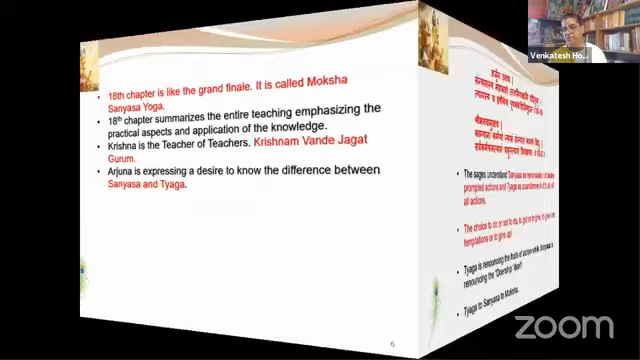 Venkatesh Ho...
• 18th chapter is like the grand finale. It is called Moksha
Sanyasa Yoga.
• 18th chapter summarizes the entire teaching emphasizing the
practical aspects and application of the knowledge.
• Krishna is the Teacher of Teachers. Krishnam Vande Jagat
Gurum.
• Arjuna is expressing a desire to know the difference between
Sanyasa and Tyaga.
6
• The sages understand Sanyasa as renunciation of desire
prompted actions and Tyaga as abandonment of fruits of
all actions.
• The choice to do or not to do, to get or to give, to give into
temptations or to give up!
• Tyaga is renouncing the fruits of action while Sanyasa is
renouncing the "Doership" itself!
• Tyaga to Sanyasa to Moksha.
zoom